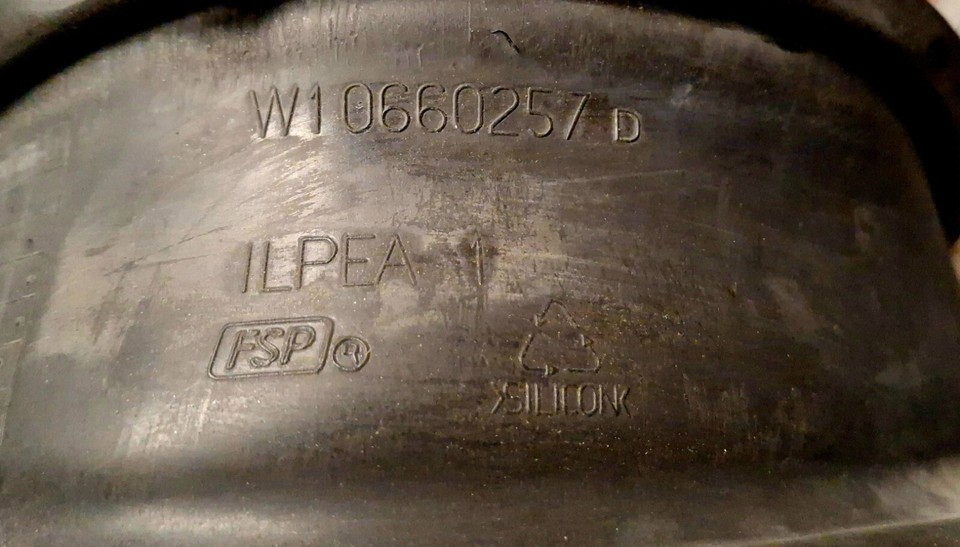 W10660257 D
ILPEA 1
FSP®
>SILICON<